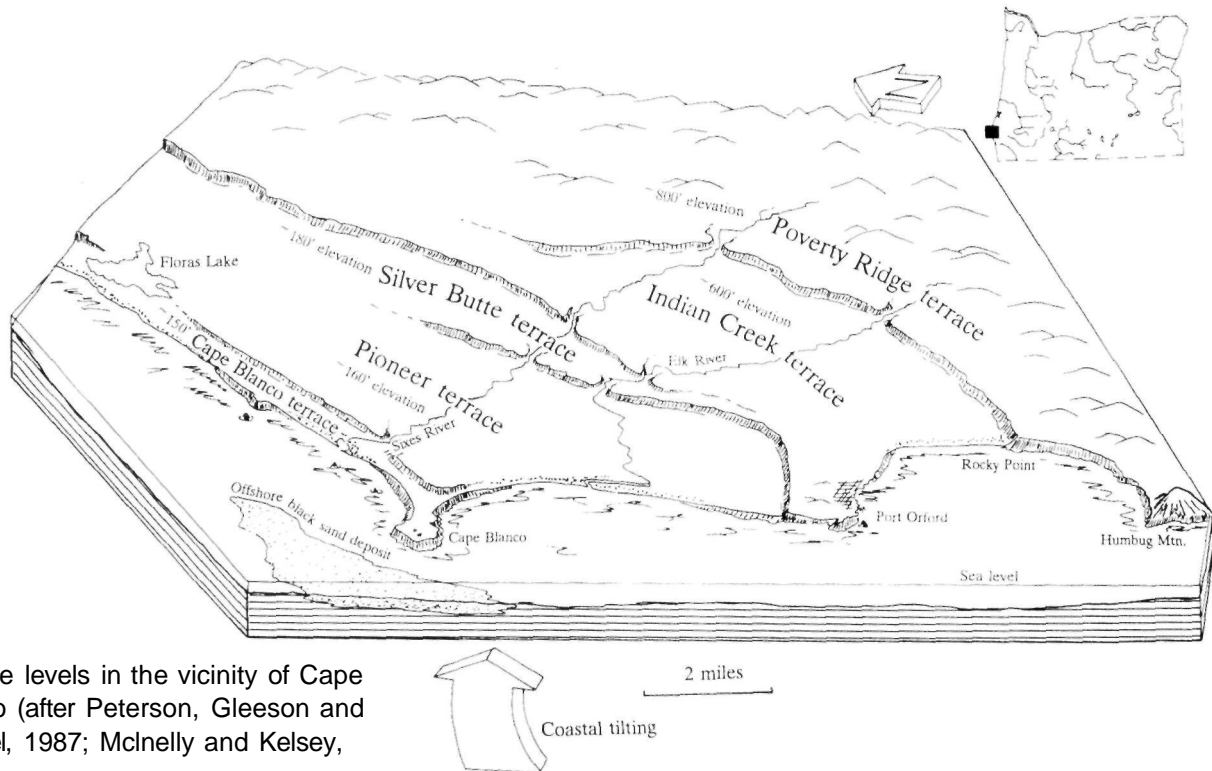 N
~800' elevation
Poverty Ridge terrace
Floras Lake
~180' elevation
Silver Butte terrace
~600' elevation
Indian Creek terrace
~150'
Cape Blanco terrace
Pioneer terrace
~160' elevation
Elk River
Sixes River
Rocky Point
Offshore black sand deposit
Cape Blanco
Port Orford
Humbug Mtn.
Sea level
e levels in the vicinity of Cape
o (after Peterson, Gleeson and
el, 1987; McInelly and Kelsey,
2 miles
Coastal tilting